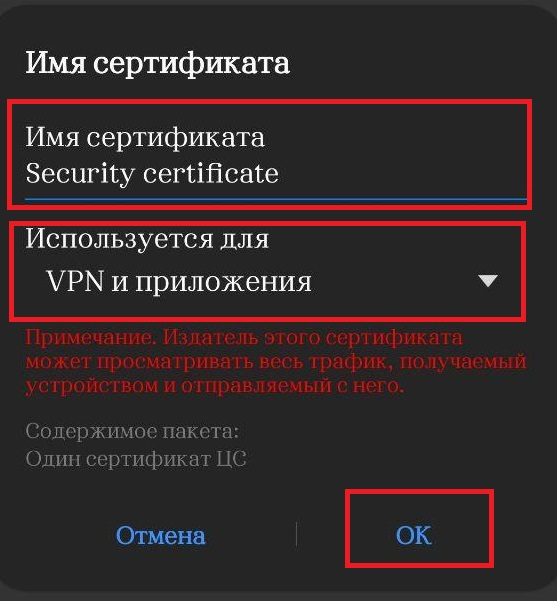 Имя сертификата
Имя сертификата
Security certificate
Используется для
VPN и приложения
Примечание. Издатель этого сертификата
может просматривать весь трафик, получаемый
устройством и отправляемый с него.
Содержимое пакета:
Один сертификат ЦС
Отмена
ОК